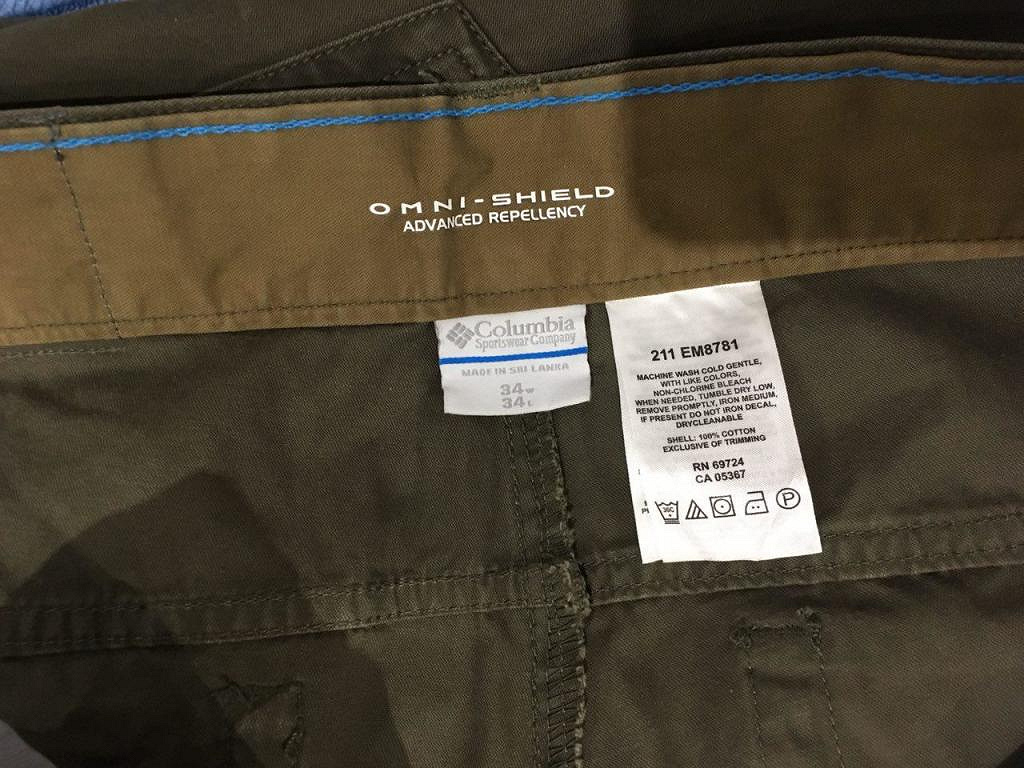 OMNI-SHIELD
ADVANCED REPELLENCY
Columbia
Sportswear Company
MADE IN SRI LANKA
34W
34L
211 EM8781
MACHINE WASH COLD GENTLE,
WITH LIKE COLORS,
NON-CHLORINE BLEACH
WHEN NEEDED, TUMBLE DRY LOW,
REMOVE PROMPTLY, IRON MEDIUM,
IF PRESENT DO NOT IRON DECAL,
DRYCLEANABLE
SHELL: 100% COTTON
EXCLUSIVE OF TRIMMING
RN 69724
CA 05367
P